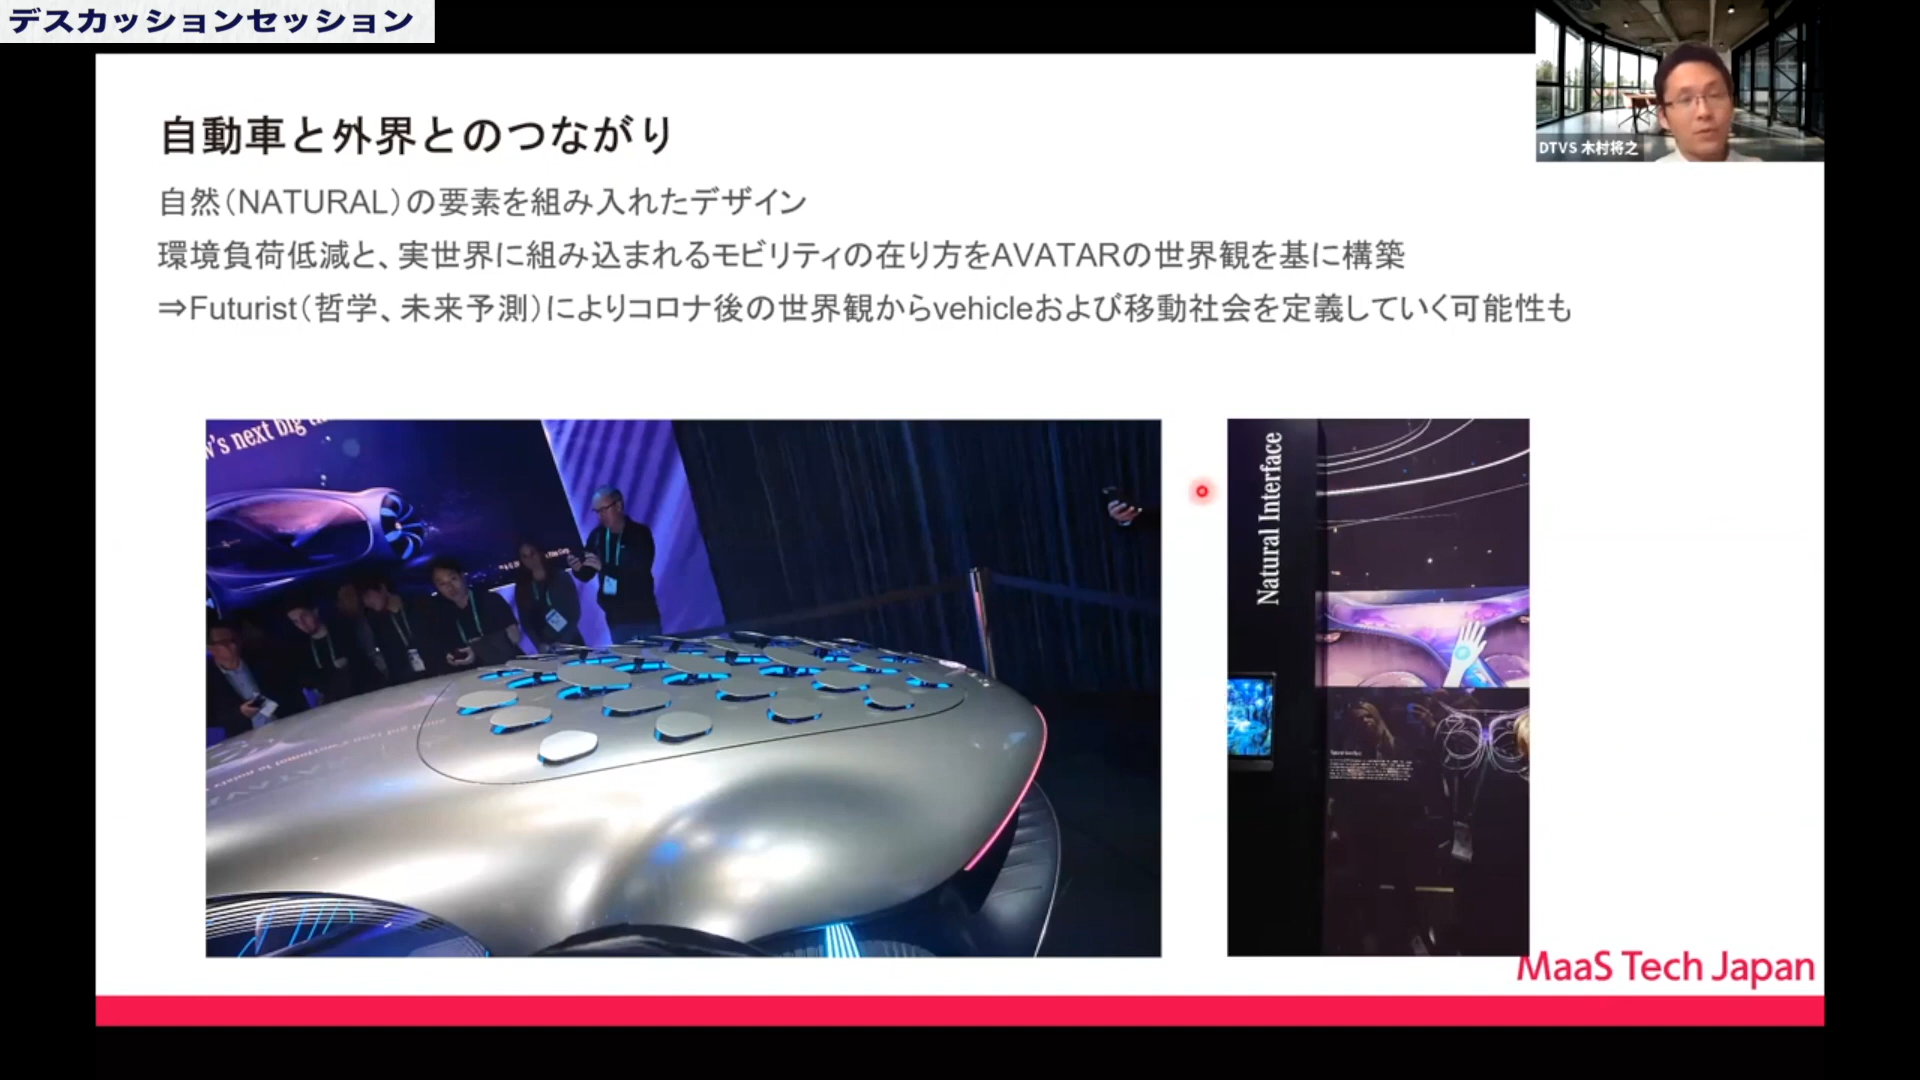 デスカッションセッション
DTVS 木村将之
自動車と外界とのつながり
自然（NATURAL）の要素を組み入れたデザイン
環境負荷低減と、実世界に組み込まれるモビリティの在り方をAVATARの世界観を基に構築
⇒Futurist（哲学、未来予測）によりコロナ後の世界観からvehicleおよび移動社会を定義していく可能性も
's next big
Natural Interface
MaaS Tech Japan